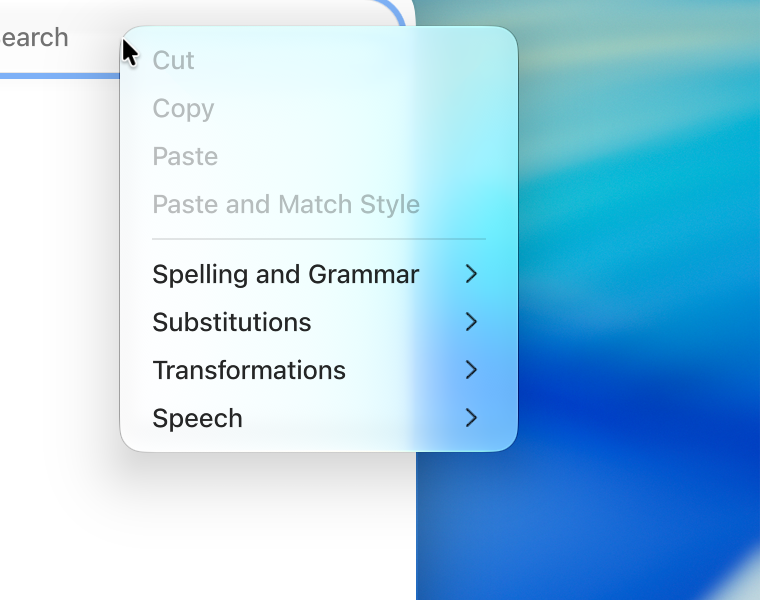 earch
Cut
Copy
Paste
Paste and Match Style
Spelling and Grammar
Substitutions
Transformations
Speech